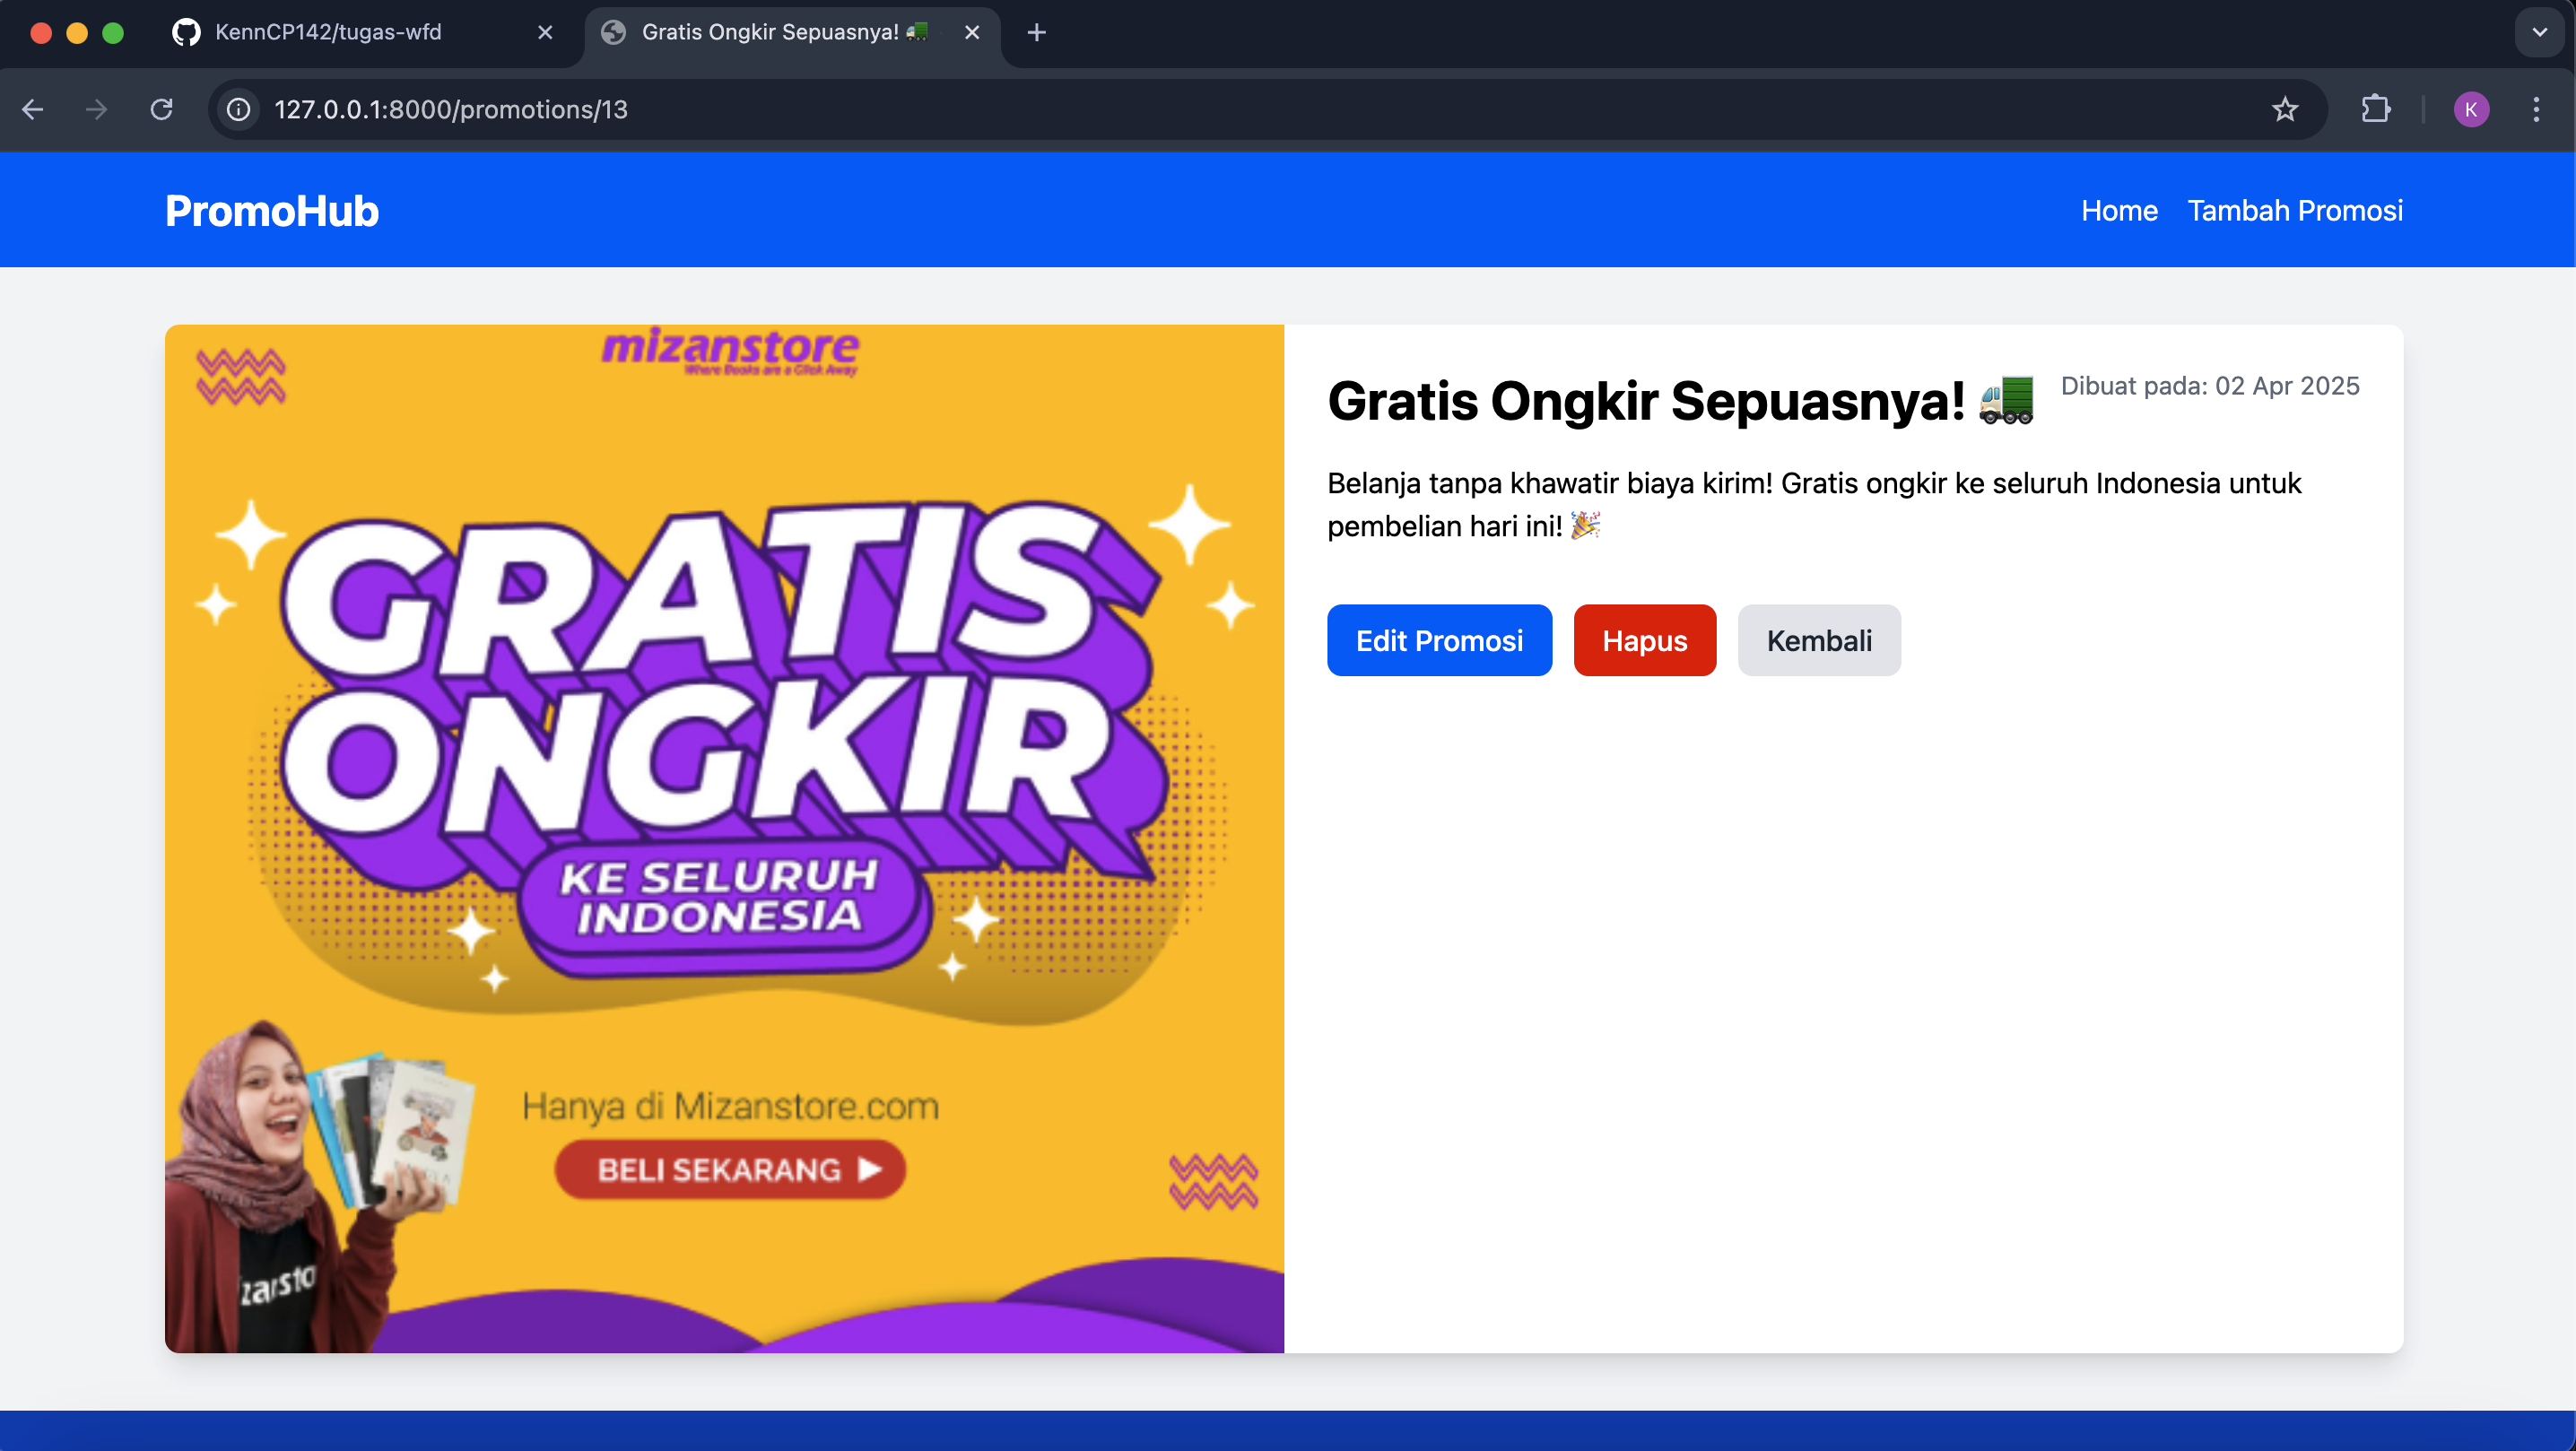 KennCP142/tugas-wfd
Gratis Ongkir Sepuasnya! 🚛
127.0.0.1:8000/promotions/13
K
PromoHub
Home
Tambah Promosi
mizanstore
Where Books are a Click Away
GRATIS
ONGKIR
KE SELURUH
INDONESIA
Hanya di Mizanstore.com
BELI SEKARANG
zansto
Gratis Ongkir Sepuasnya! 🚛
Dibuat pada: 02 Apr 2025
Belanja tanpa khawatir biaya kirim! Gratis ongkir ke seluruh Indonesia untuk
pembelian hari ini! 🎉
Edit Promosi
Hapus
Kembali